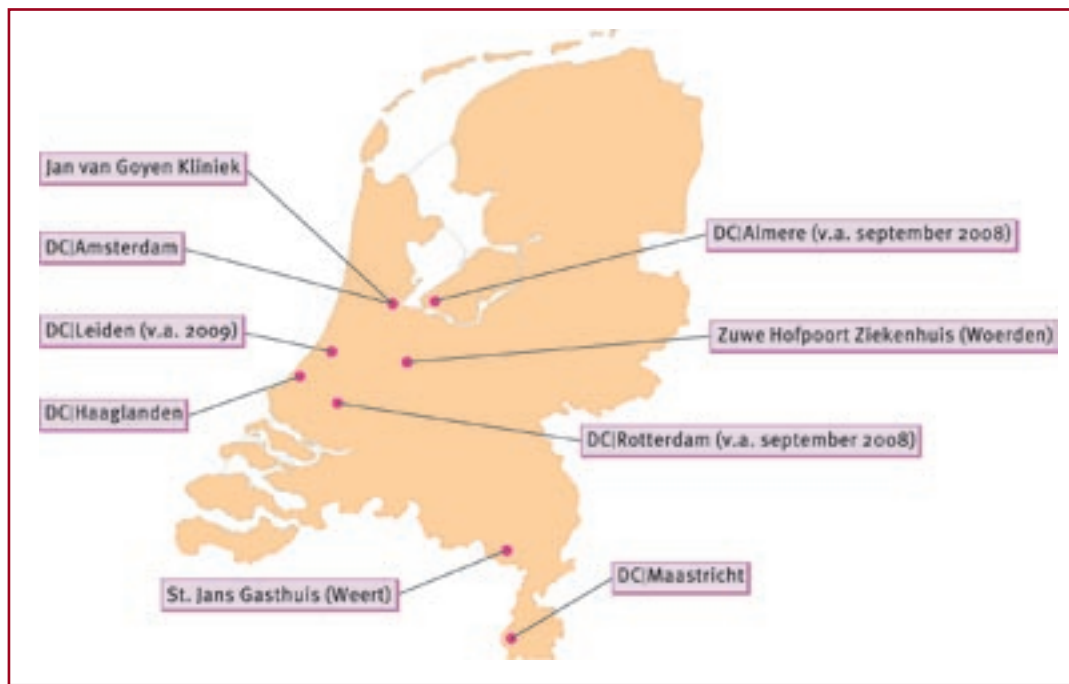 Jan van Goyen Kliniek
DC|Amsterdam
DC|Almere (v.a. september 2008)
DC|Leiden (v.a. 2009)
Zuwe Hofpoort Ziekenhuis (Woerden)
DC|Haaglanden
DC|Rotterdam (v.a. september 2008)
St. Jans Gasthuis (Weert)
DC|Maastricht